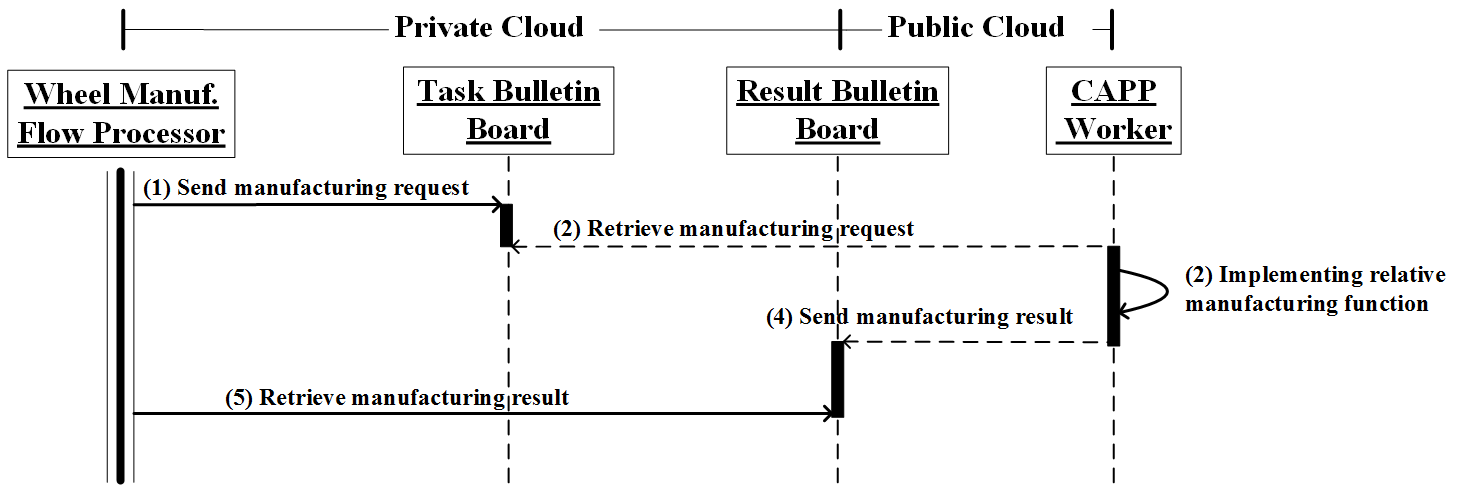 Private Cloud
Public Cloud
Wheel Manuf.
Flow Processor
Task Bulletin
Board
Result Bulletin
Board
CAPP
Worker
(1) Send manufacturing request
(2) Retrieve manufacturing request
(2) Implementing relative
manufacturing function
(4) Send manufacturing result
(5) Retrieve manufacturing result